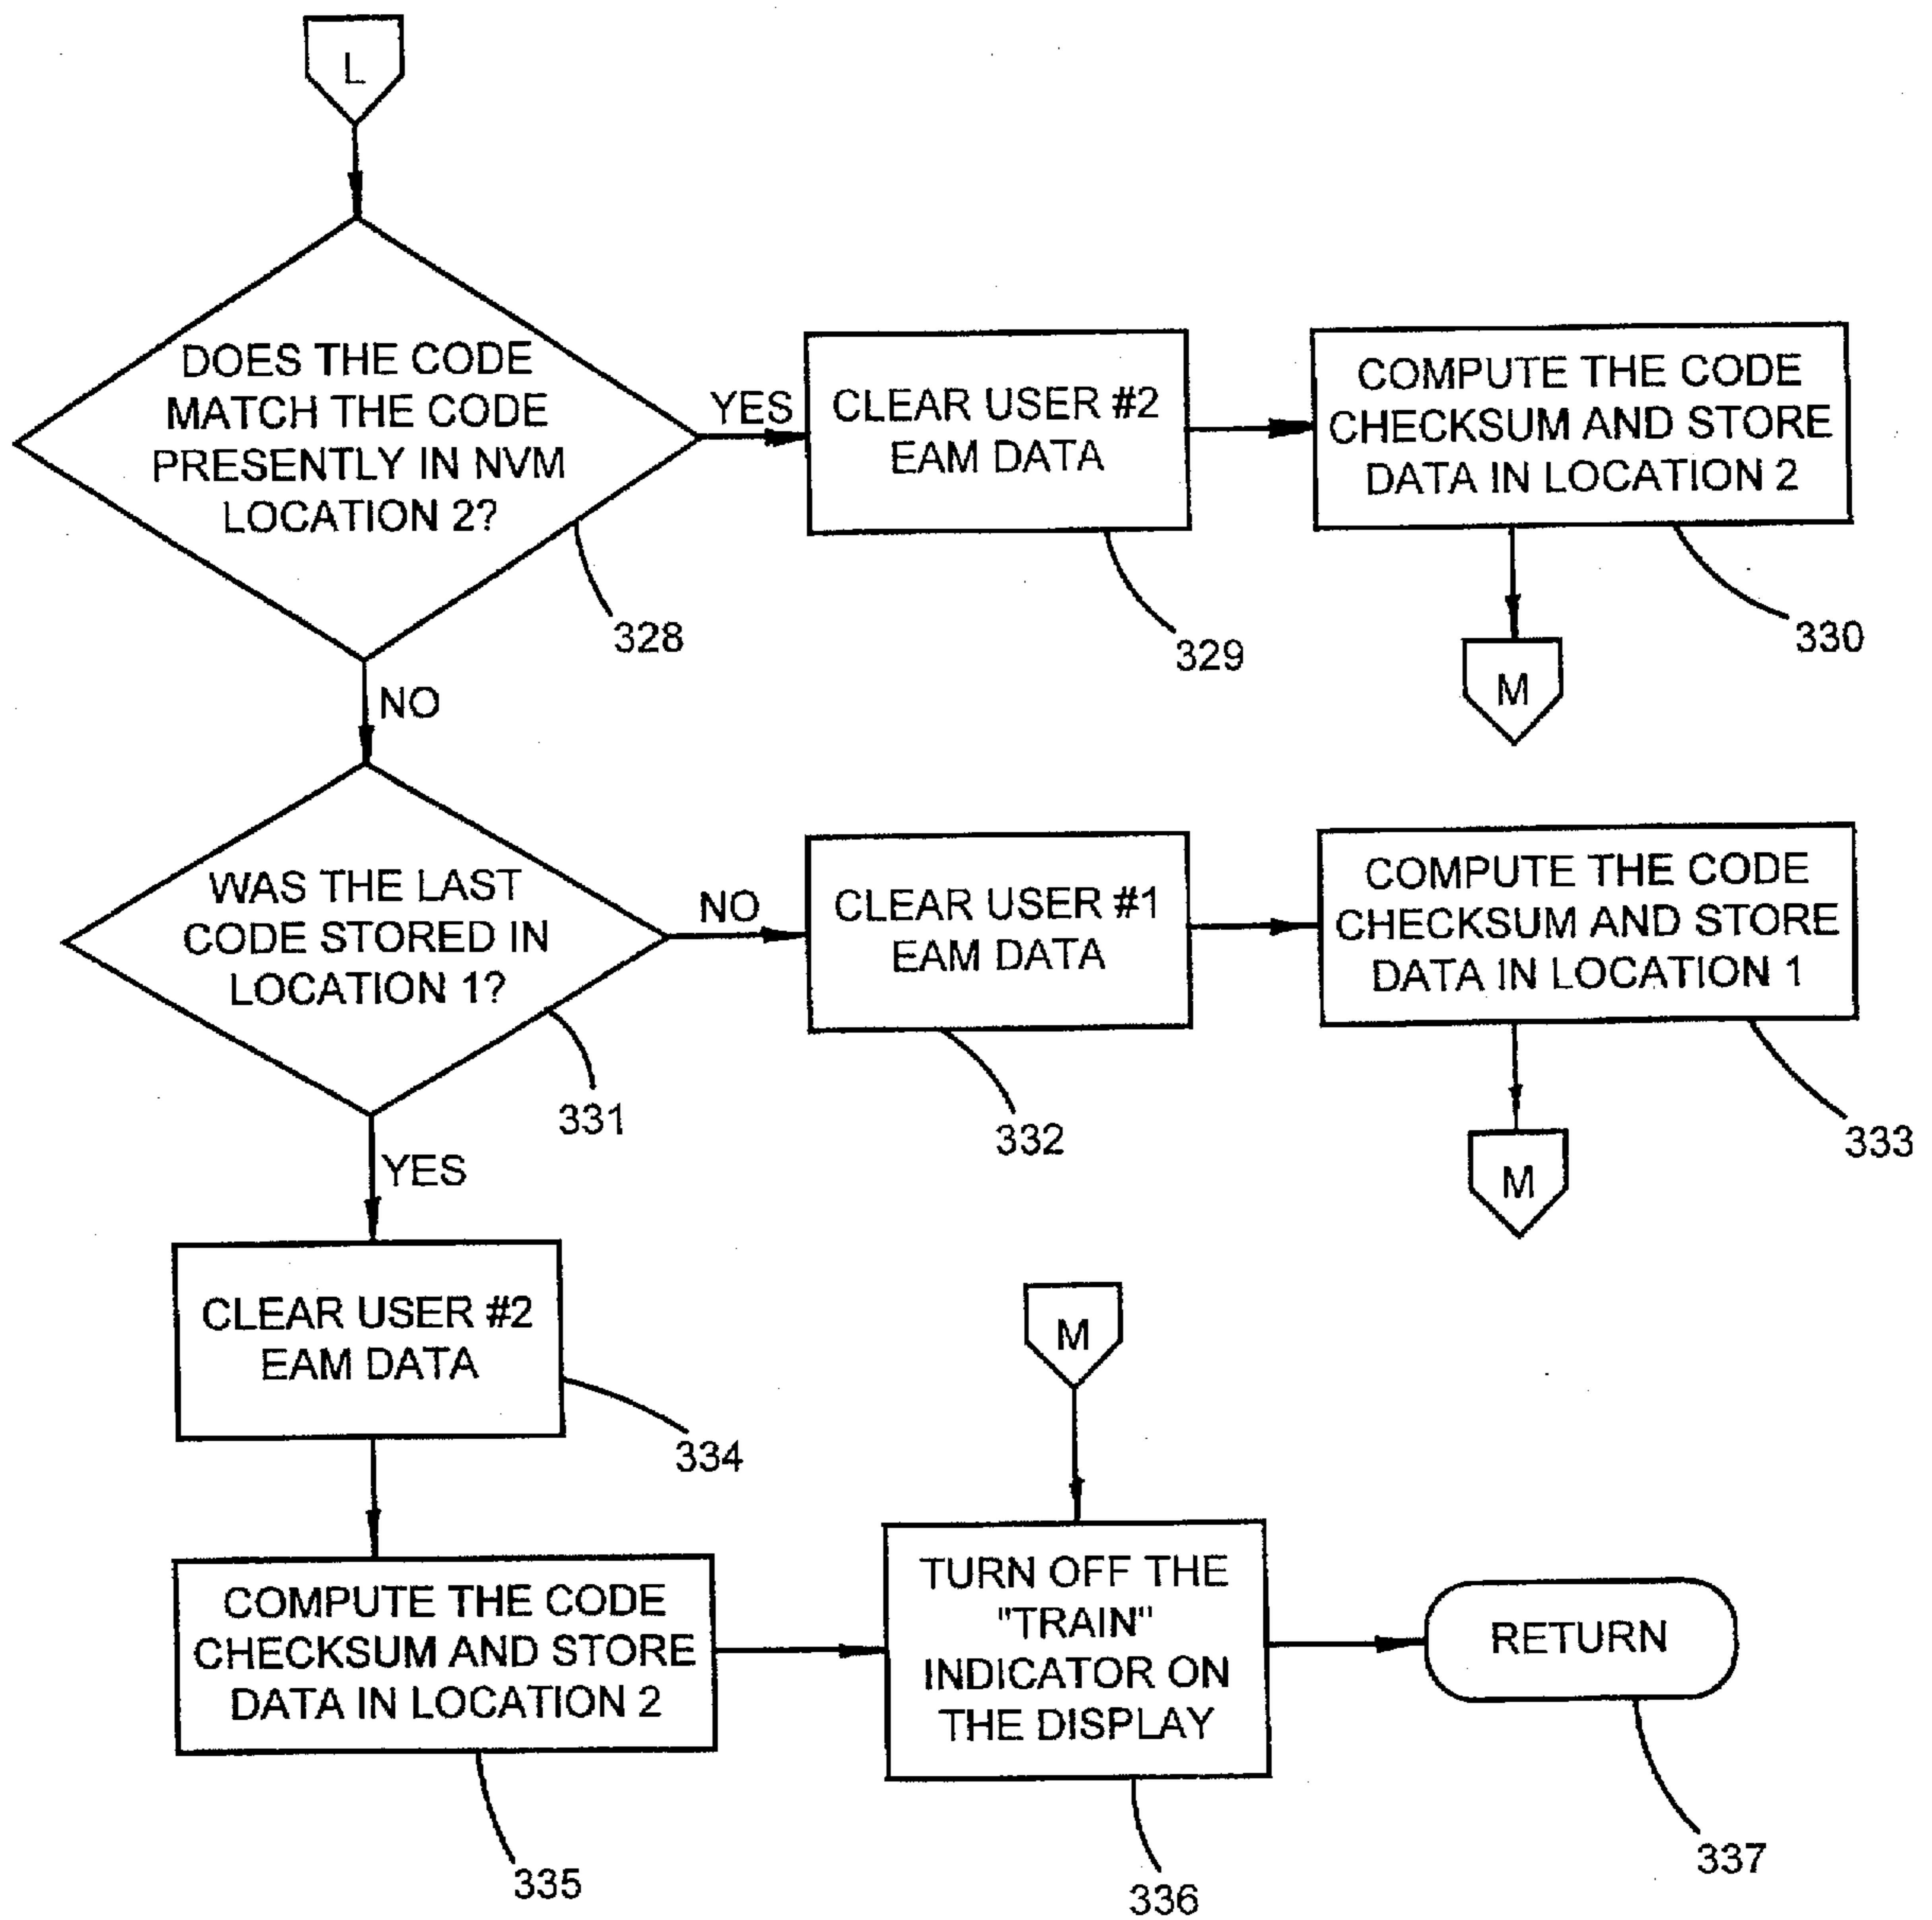 L
DOES THE CODE
MATCH THE CODE
PRESENTLY IN NVM
LOCATION 2?
328
YES
CLEAR USER #2
EAM DATA
329
COMPUTE THE CODE
CHECKSUM AND STORE
DATA IN LOCATION 2
330
M
NO
WAS THE LAST
CODE STORED IN
LOCATION 1?
331
NO
CLEAR USER #1
EAM DATA
332
COMPUTE THE CODE
CHECKSUM AND STORE
DATA IN LOCATION 1
333
M
YES
CLEAR USER #2
EAM DATA
334
COMPUTE THE CODE
CHECKSUM AND STORE
DATA IN LOCATION 2
335
M
TURN OFF THE
"TRAIN"
INDICATOR ON
THE DISPLAY
336
RETURN
337